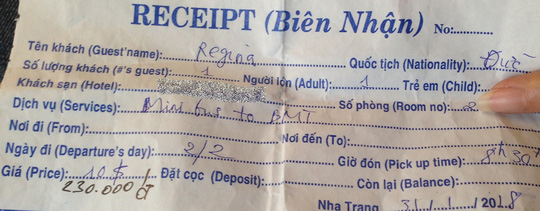 RECEIPT (Biên Nhận) No:
Tên khách (Guest'name): Regina Quốc tịch (Nationality): Đức
Số lượng khách (#'s guest): 1 Người lớn (Adult): 1 Trẻ em (Child):
Khách sạn (Hotel): Số phòng (Room no):
Dịch vụ (Services): Mini bus to BMT
Nơi đi (From): Nơi đến (To):
Ngày đi (Departure's day): 2/2 Giờ đón (Pick up time): 8h30
Giá (Price): 10$ / Đặt cọc (Deposit): Còn lại (Balance):
230.000đ Nha Trang 31/1/2018